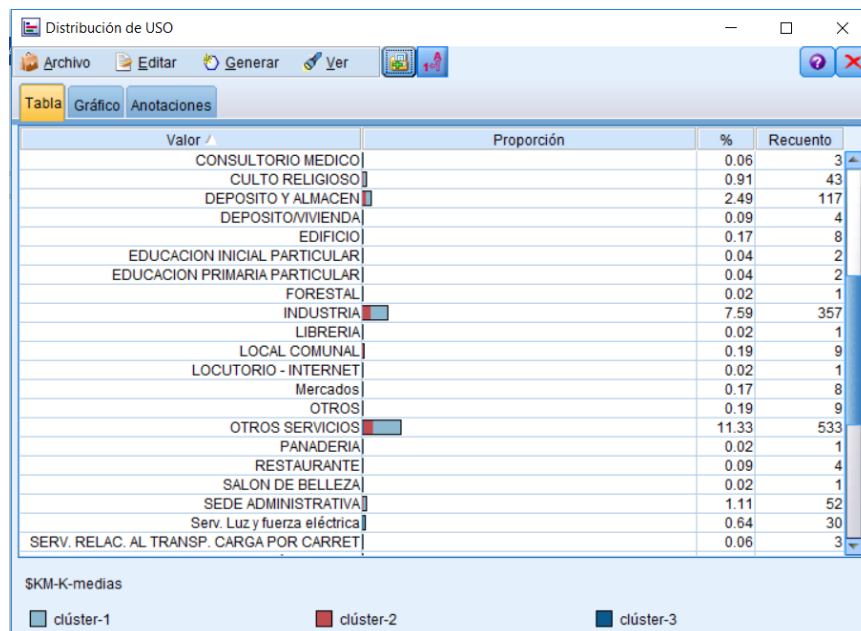 Distribución de USO
Archivo Editar Generar Ver
Tabla Gráfico Anotaciones
Valor Proporción % Recuento
CONSULTORIO MEDICO 0.06 3
CULTO RELIGIOSO 0.91 43
DEPOSITO Y ALMACEN 2.49 117
DEPOSITO/VIVIENDA 0.09 4
EDIFICIO 0.17 8
EDUCACION INICIAL PARTICULAR 0.04 2
EDUCACION PRIMARIA PARTICULAR 0.04 2
FORESTAL 0.02 1
INDUSTRIA 7.59 357
LIBRERIA 0.02 1
LOCAL COMUNAL 0.19 9
LOCUTORIO - INTERNET 0.02 1
Mercados 0.17 8
OTROS 0.19 9
OTROS SERVICIOS 11.33 533
PANADERIA 0.02 1
RESTAURANTE 0.09 4
SALON DE BELLEZA 0.02 1
SEDE ADMINISTRATIVA 1.11 52
Serv. Luz y fuerza eléctrica 0.64 30
SERV. RELAC. AL TRANSP. CARGA POR CARRET 0.06 3
$KM-K-medias
clúster-1 clúster-2 clúster-3